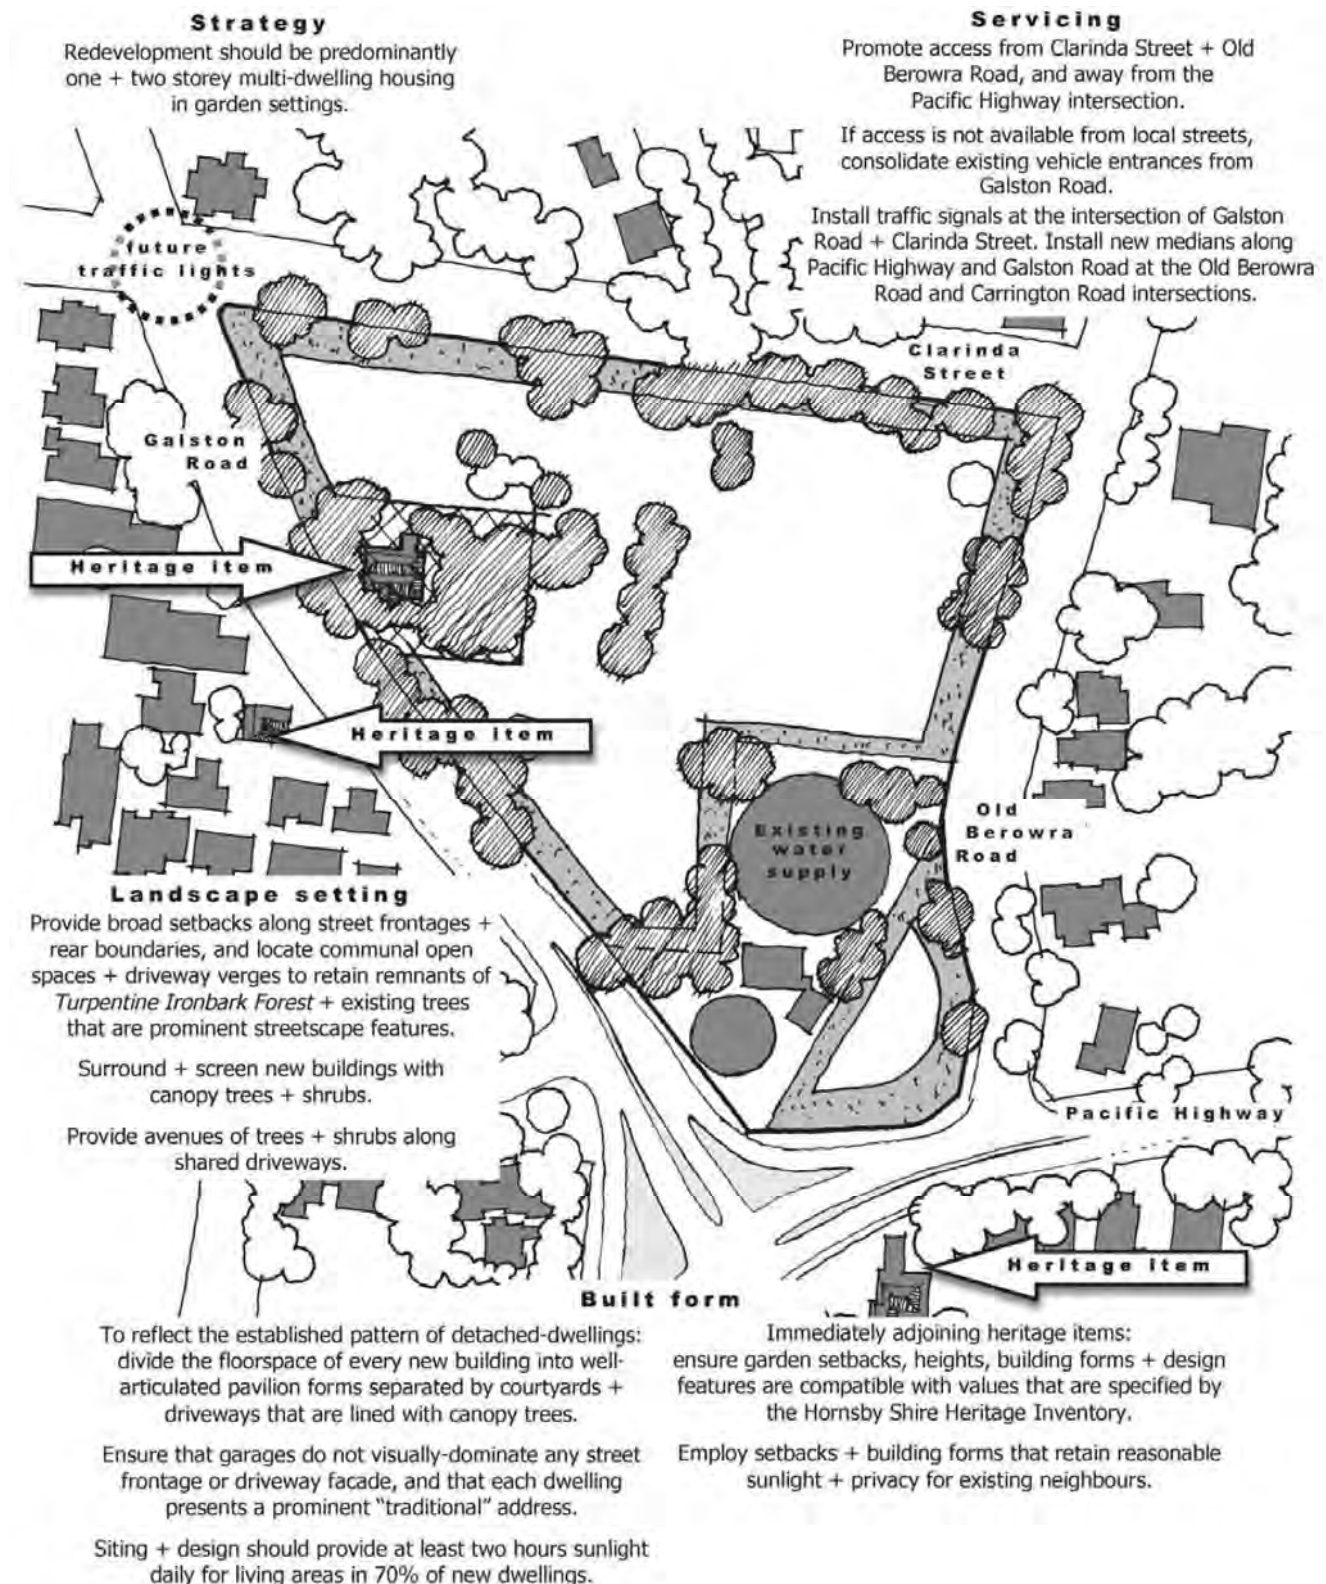 Strategy
Redevelopment should be predominantly
one + two storey multi-dwelling housing
in garden settings.
Servicing
Promote access from Clarinda Street + Old
Berowra Road, and away from the
Pacific Highway intersection.
If access is not available from local streets,
consolidate existing vehicle entrances from
Galston Road.
Install traffic signals at the intersection of Galston
Road + Clarinda Street. Install new medians along
Pacific Highway and Galston Road at the Old Berowra
Road and Carrington Road intersections.
future
traffic lights
Clarinda
Street
Galston
Road
Heritage item
Heritage item
Existing
water
supply
Old
Berowra
Road
Landscape setting
Provide broad setbacks along street frontages +
rear boundaries, and locate communal open
spaces + driveway verges to retain remnants of
Turpentine Ironbark Forest + existing trees
that are prominent streetscape features.
Surround + screen new buildings with
canopy trees + shrubs.
Provide avenues of trees + shrubs along
shared driveways.
Pacific Highway
Heritage item
Built form
To reflect the established pattern of detached-dwellings:
divide the floorspace of every new building into well-
articulated pavilion forms separated by courtyards +
driveways that are lined with canopy trees.
Ensure that garages do not visually-dominate any street
frontage or driveway facade, and that each dwelling
presents a prominent "traditional" address.
Siting + design should provide at least two hours sunlight
daily for living areas in 70% of new dwellings.
Immediately adjoining heritage items:
ensure garden setbacks, heights, building forms + design
features are compatible with values that are specified by
the Hornsby Shire Heritage Inventory.
Employ setbacks + building forms that retain reasonable
sunlight + privacy for existing neighbours.